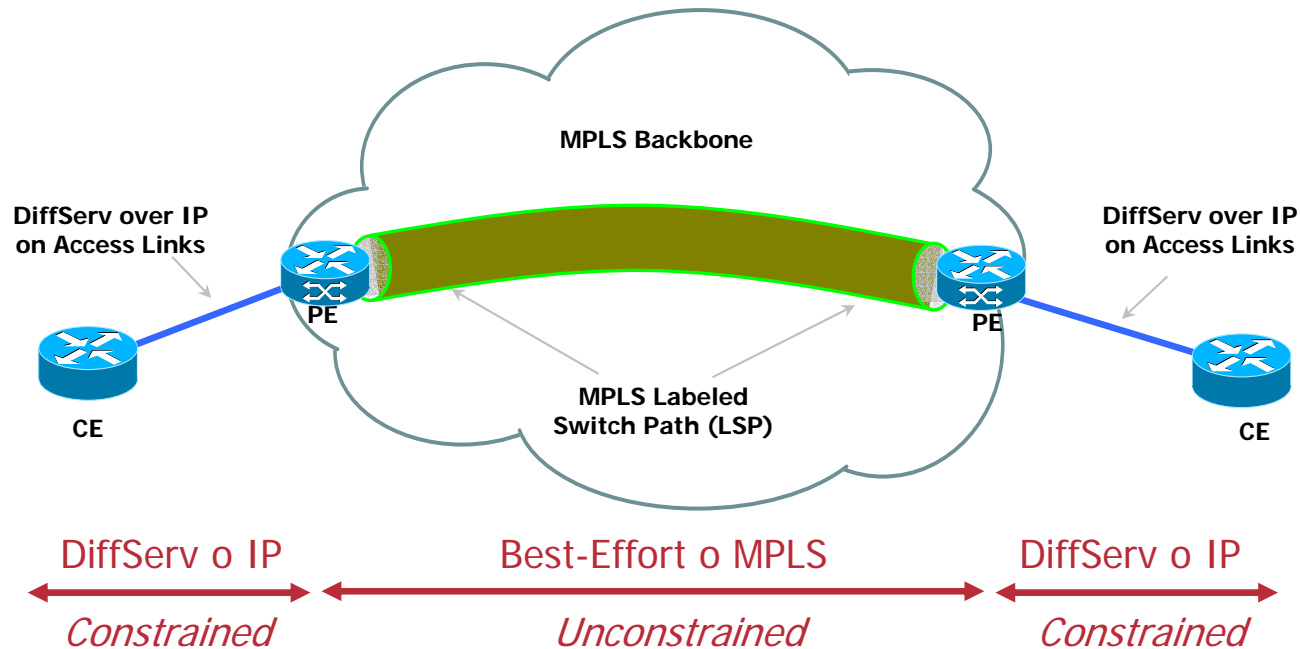 MPLS Backbone
DiffServ over IP
on Access Links
DiffServ over IP
on Access Links
PE
PE
MPLS Labeled
Switch Path (LSP)
CE
CE
DiffServ o IP
Best-Effort o MPLS
DiffServ o IP
Constrained
Unconstrained
Constrained